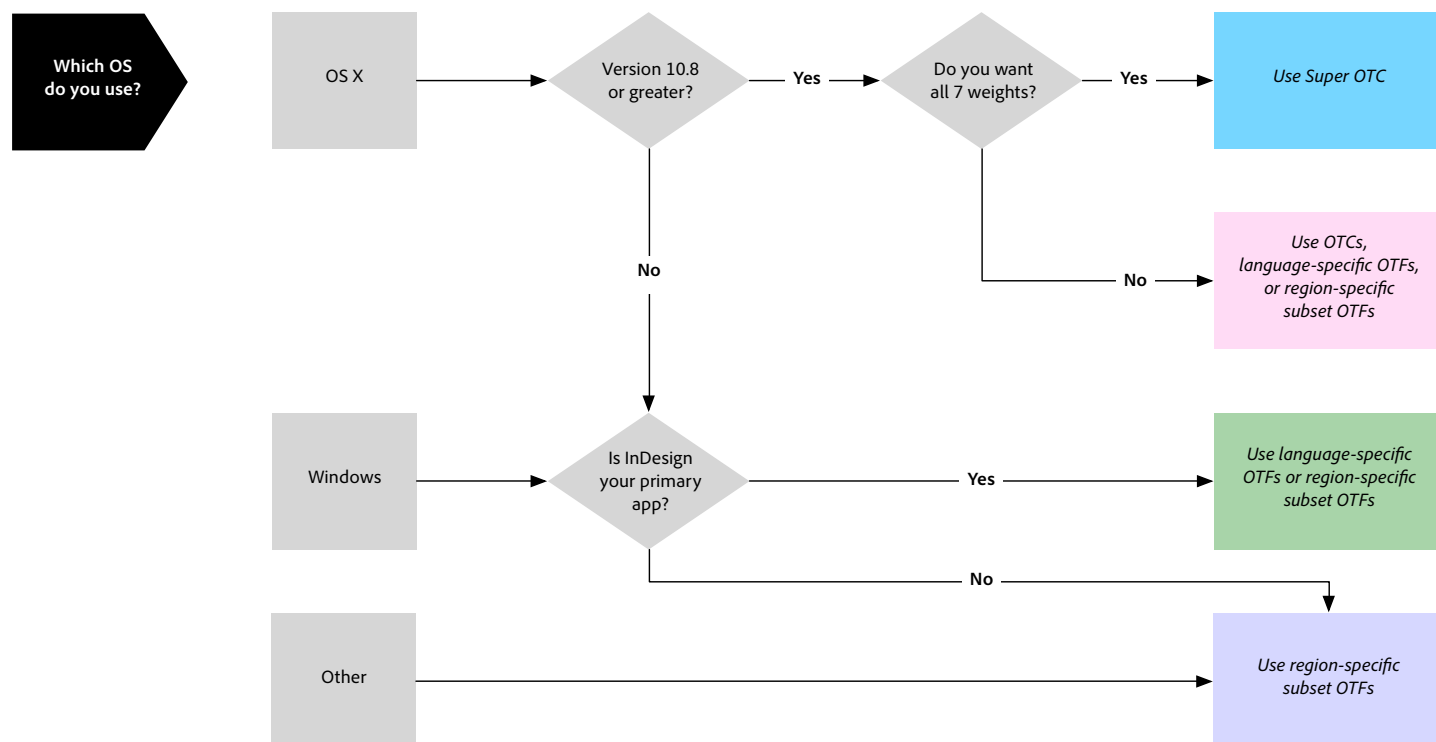 Which OS
do you use?
OS X
Version 10.8
or greater?
Yes
Do you want
all 7 weights?
Yes
Use Super OTC
No
Use OTCs,
language-specific OTFs,
or region-specific
subset OTFs
No
Windows
Is InDesign
your primary
app?
Yes
Use language-specific
OTFs or region-specific
subset OTFs
No
Other
Use region-specific
subset OTFs